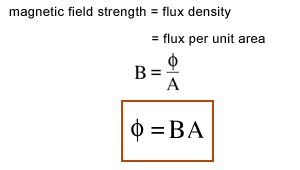 magnetic field strength = flux density
= flux per unit area
B = ϕ/A
ϕ = BA